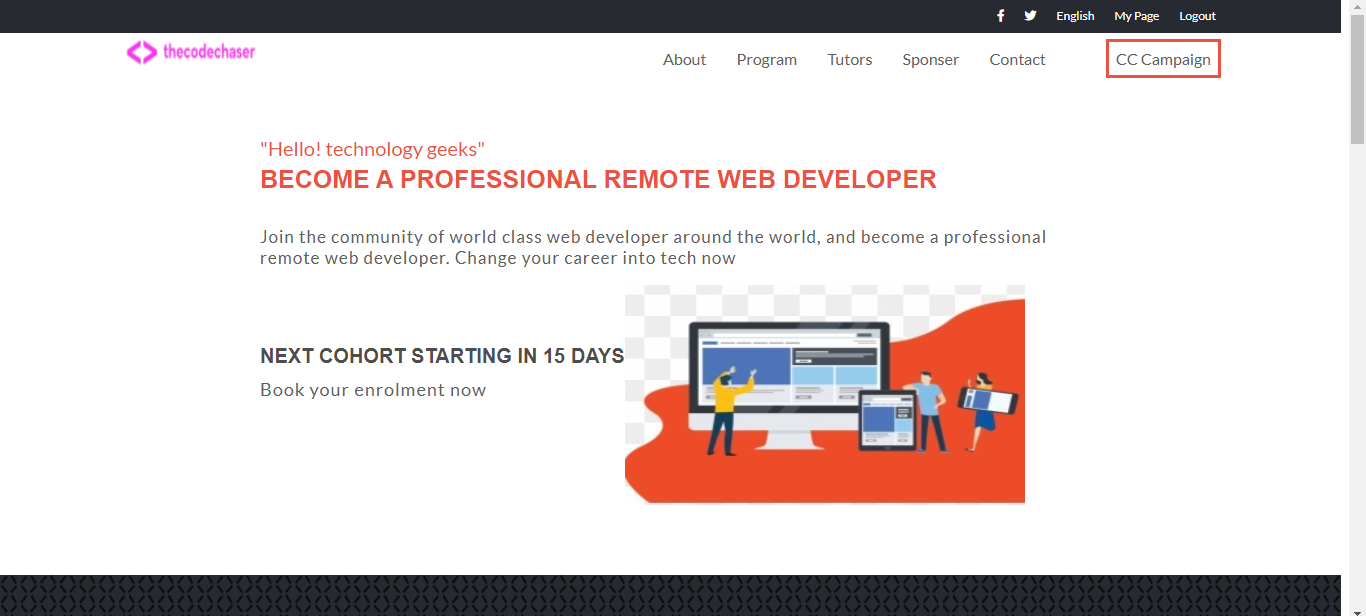 English My Page Logout
thecodechaser
About Program Tutors Sponser Contact CC Campaign
"Hello! technology geeks"
BECOME A PROFESSIONAL REMOTE WEB DEVELOPER
Join the community of world class web developer around the world, and become a professional
remote web developer. Change your career into tech now
NEXT COHORT STARTING IN 15 DAYS
Book your enrolment now